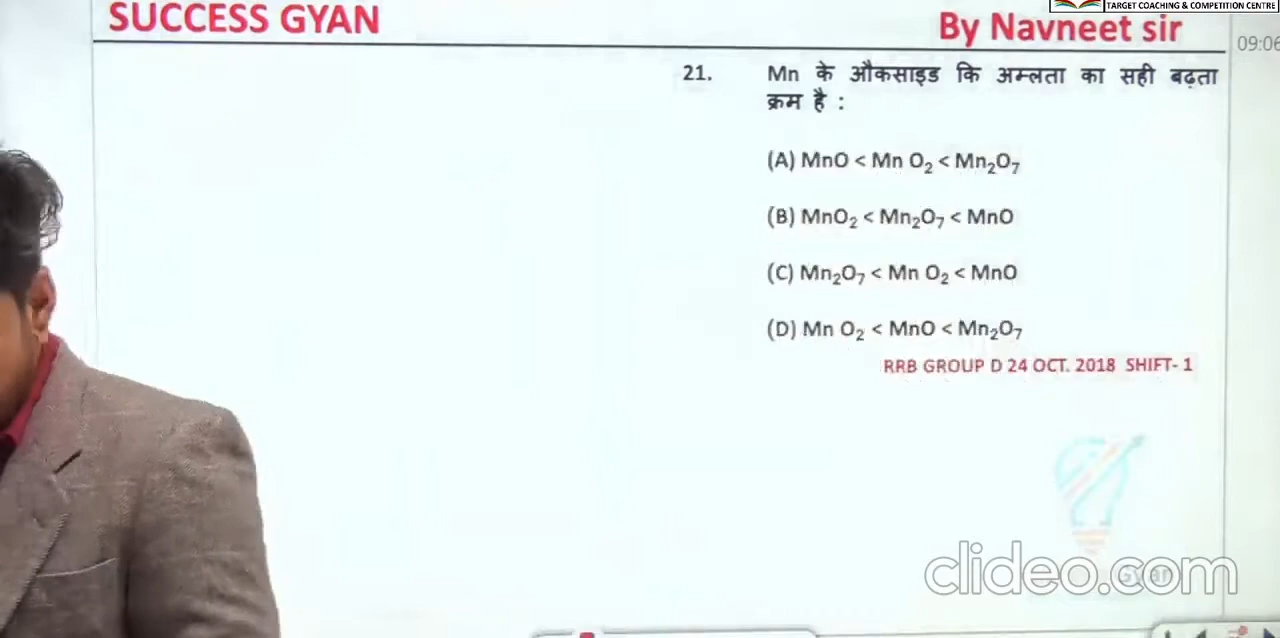 TARGET COACHING & COMPETITION CENTRE
SUCCESS GYAN
By Navneet sir
09:06
21. Mn के औकसाइड कि अम्लता का सही बढ़ता
क्रम है :
(A) MnO < Mn O₂ < Mn₂O₇
(B) MnO₂ < Mn₂O₇ < MnO
(C) Mn₂O₇ < Mn O₂ < MnO
(D) Mn O₂ < MnO < Mn₂O₇
RRB GROUP D 24 OCT. 2018 SHIFT- 1
clideo.com
Gyan